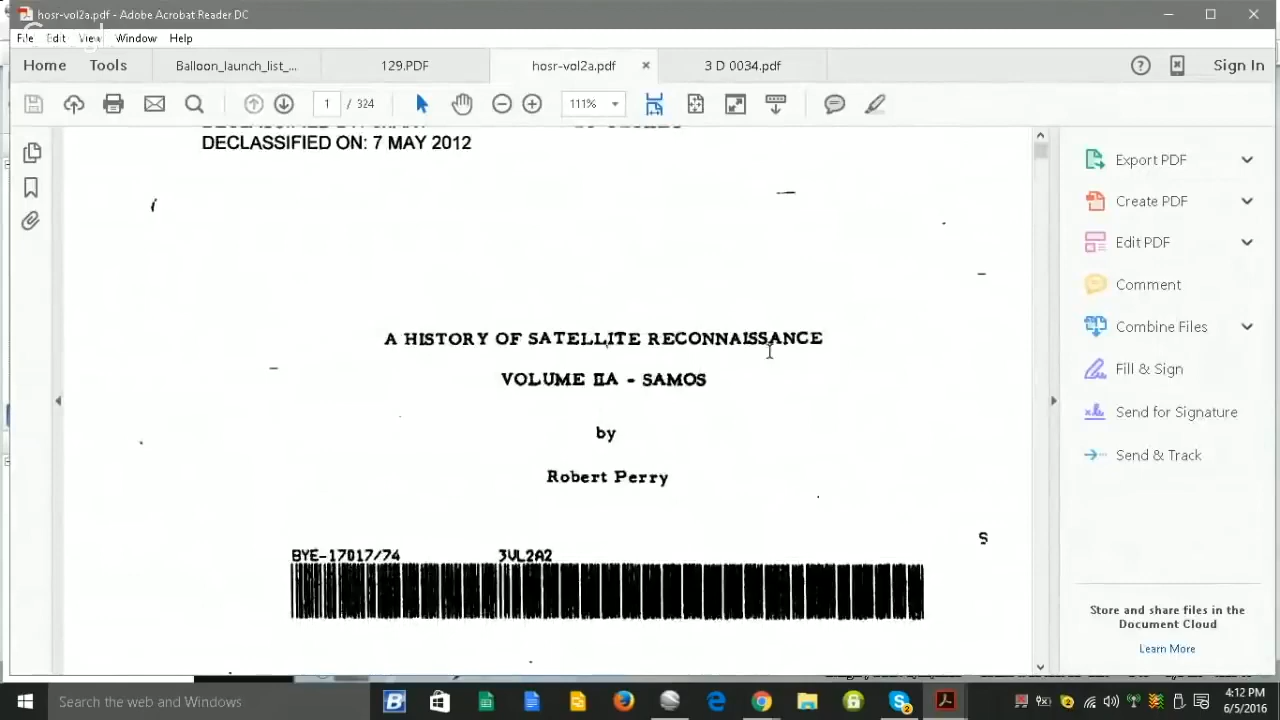 hosr-vol2a.pdf - Adobe Acrobat Reader DC
File Edit View Window Help
Home Tools Balloon_launch_list_... 129.PDF hosr-vol2a.pdf × 3 D 0034.pdf ? Sign In
1 / 324 111%
DECLASSIFIED ON: 7 MAY 2012
A HISTORY OF SATELLITE RECONNAISSANCE
VOLUME IIA - SAMOS
by
Robert Perry
S
BYE-17017/74 3VL2A2
Export PDF
Create PDF
Edit PDF
Comment
Combine Files
Fill & Sign
Send for Signature
Send & Track
Store and share files in the
Document Cloud
Learn More
Search the web and Windows
4:12 PM
6/5/2016